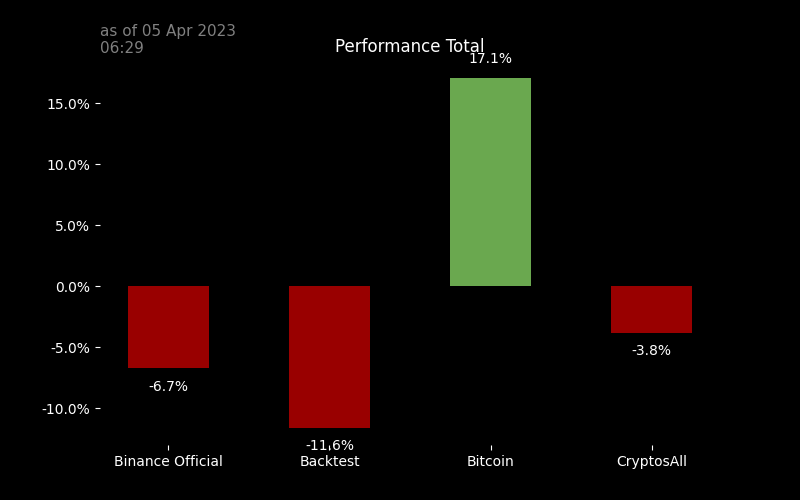 as of 05 Apr 2023
06:29
Performance Total
17.1%
15.0%
10.0%
5.0%
0.0%
-5.0%
-10.0%
-6.7%
-11.6%
-3.8%
Binance Official
Backtest
Bitcoin
CryptosAll